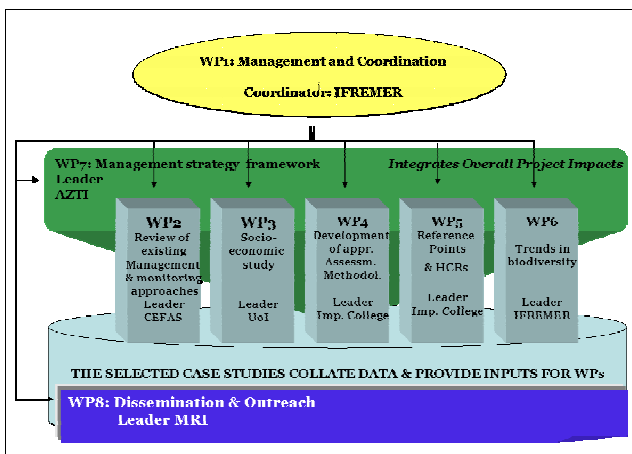 WP1: Management and Coordination
Coordinator: IFREMER
WP7: Management strategy framework
Integrates Overall Project Impacts
Leader
AZTI
WP2
Review of
existing
Management
& monitoring
approaches
Leader
CEFAS
WP3
Socio-
economic
study
Leader
UoI
WP4
Development
of appr.
Assessm.
Methodol.
Leader
Imp. College
WP5
Reference
Points
& HCRs
Leader
Imp. College
WP6
Trends in
biodiversity
Leader
IFREMER
THE SELECTED CASE STUDIES COLLATE DATA & PROVIDE INPUTS FOR WPs
WP8: Dissemination & Outreach
Leader MRI